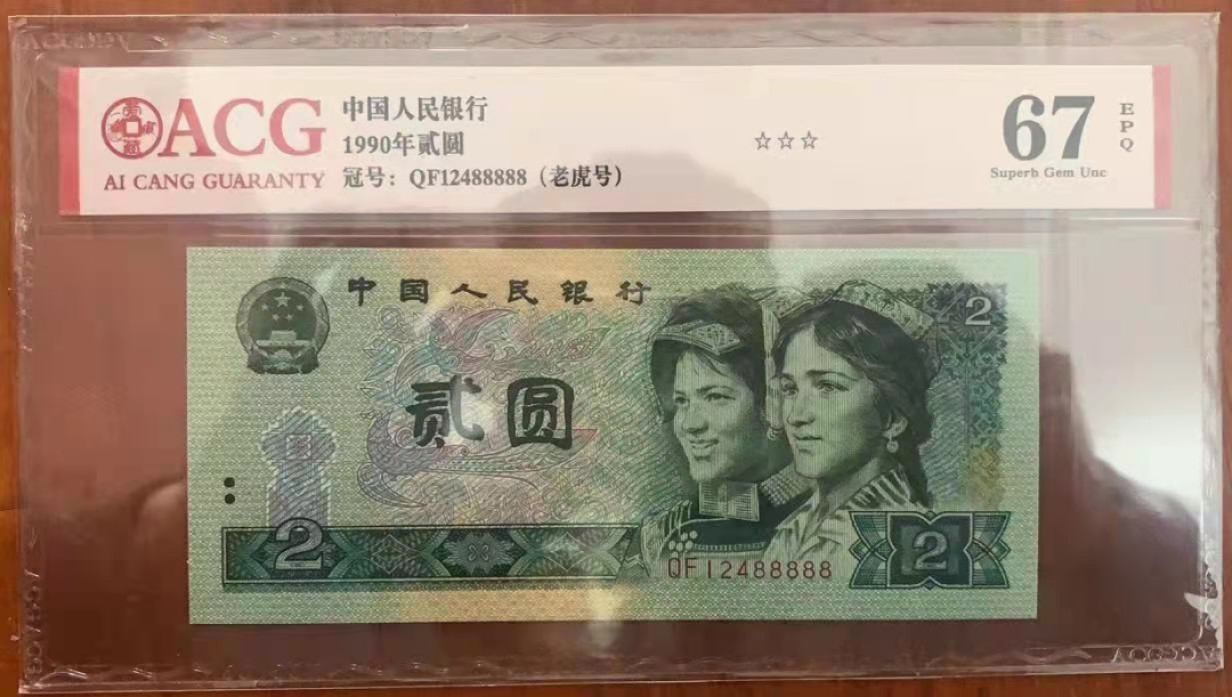 ACG
AI CANG GUARANTY
中国人民银行
1990年贰圆
冠号：QF12488888（老虎号）
☆☆☆
67
EPQ
Superb Gem Unc
中国人民银行
2
贰圆
2
QF12488888
2